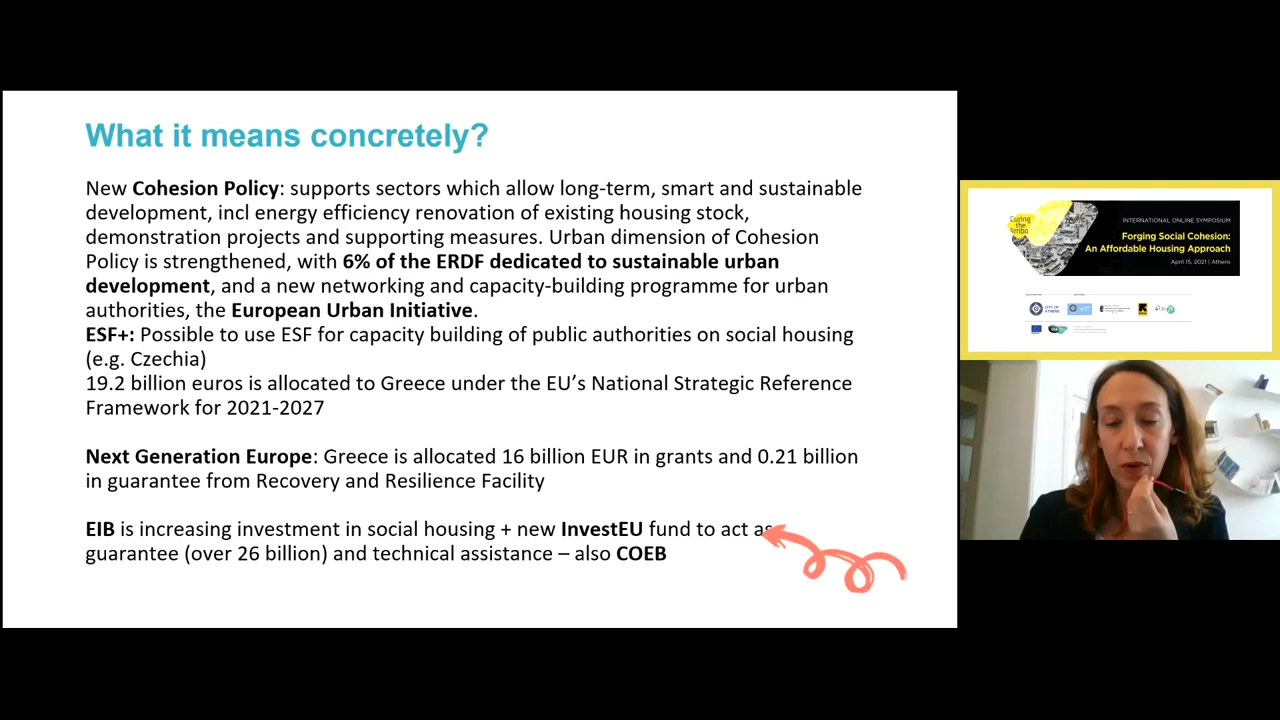 What it means concretely?
New Cohesion Policy: supports sectors which allow long-term, smart and sustainable
development, incl energy efficiency renovation of existing housing stock,
demonstration projects and supporting measures. Urban dimension of Cohesion
Policy is strengthened, with 6% of the ERDF dedicated to sustainable urban
development, and a new networking and capacity-building programme for urban
authorities, the European Urban Initiative.
ESF+: Possible to use ESF for capacity building of public authorities on social housing
(e.g. Czechia)
19.2 billion euros is allocated to Greece under the EU’s National Strategic Reference
Framework for 2021-2027
Next Generation Europe: Greece is allocated 16 billion EUR in grants and 0.21 billion
in guarantee from Recovery and Resilience Facility
EIB is increasing investment in social housing + new InvestEU fund to act as
guarantee (over 26 billion) and technical assistance – also COEB
Curing
the
limbo
INTERNATIONAL ONLINE SYMPOSIUM
Forging Social Cohesion:
An Affordable Housing Approach
April 15, 2021 | Athens
CITY OF
ATHENS